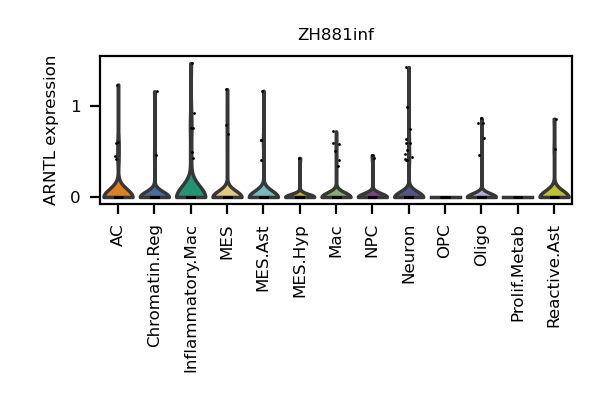 ZH881inf
ARNTL expression
1
0
AC
Chromatin.Reg
Inflammatory.Mac
MES
MES.Ast
MES.Hyp
Mac
NPC
Neuron
OPC
Oligo
Prolif.Metab
Reactive.Ast